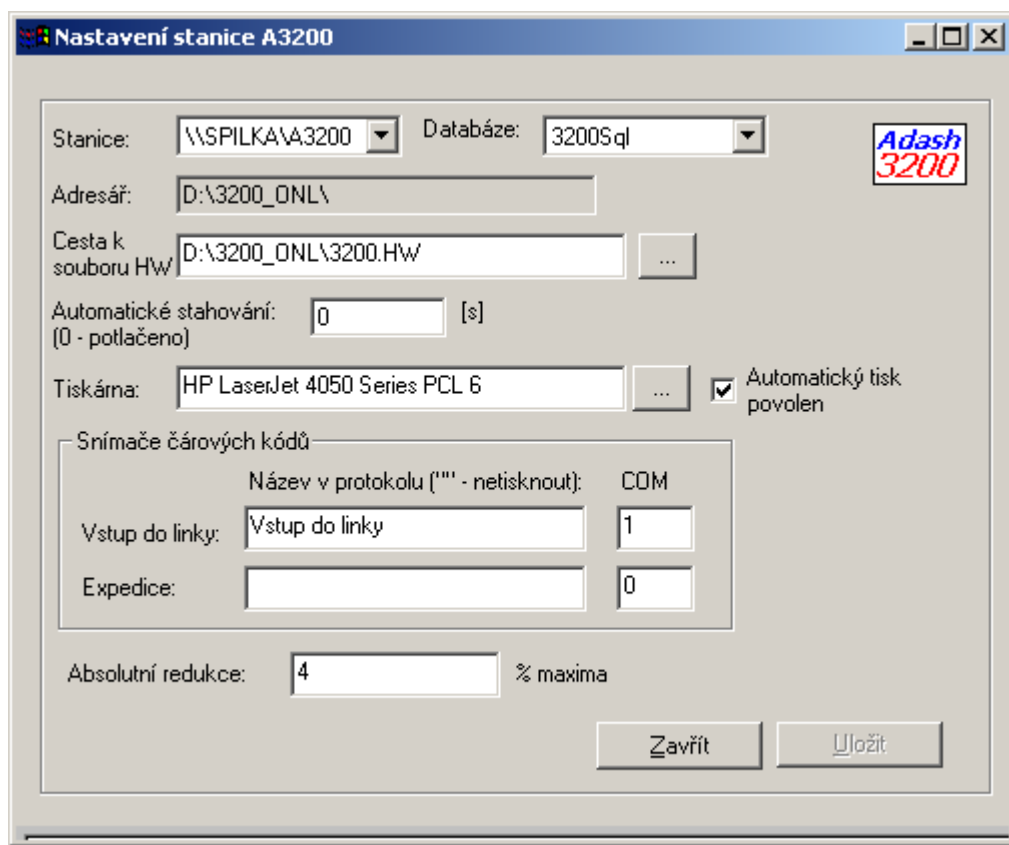 Nastavení stanice A3200
Stanice: \\SPILKA\A3200 Databáze: 3200Sql
Adash
3200
Adresář: D:\3200_ONL\
Cesta k
souboru HW D:\3200_ONL\3200.HW ...
Automatické stahování: 0 [s]
(0 - potlačeno)
Tiskárna: HP LaserJet 4050 Series PCL 6 ... Automatický tisk
povolen
Snímače čárových kódů
Název v protokolu ("" - netisknout): COM
Vstup do linky: Vstup do linky 1
Expedice: 0
Absolutní redukce: 4 % maxima
Zavřít Uložit